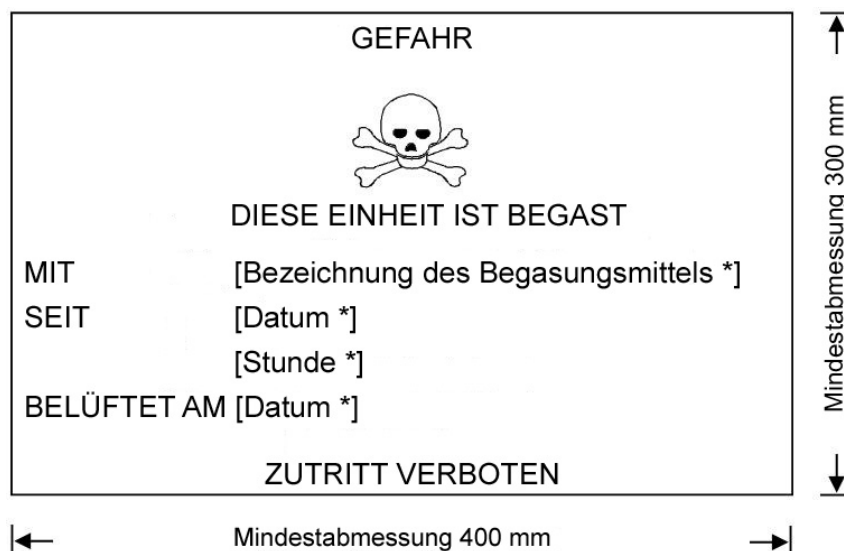 GEFAHR
DIESE EINHEIT IST BEGAST
MIT [Bezeichnung des Begasungsmittels *]
SEIT [Datum *]
[Stunde *]
BELÜFTET AM [Datum *]
ZUTRITT VERBOTEN
Mindestabmessung 400 mm
Mindestabmessung 300 mm